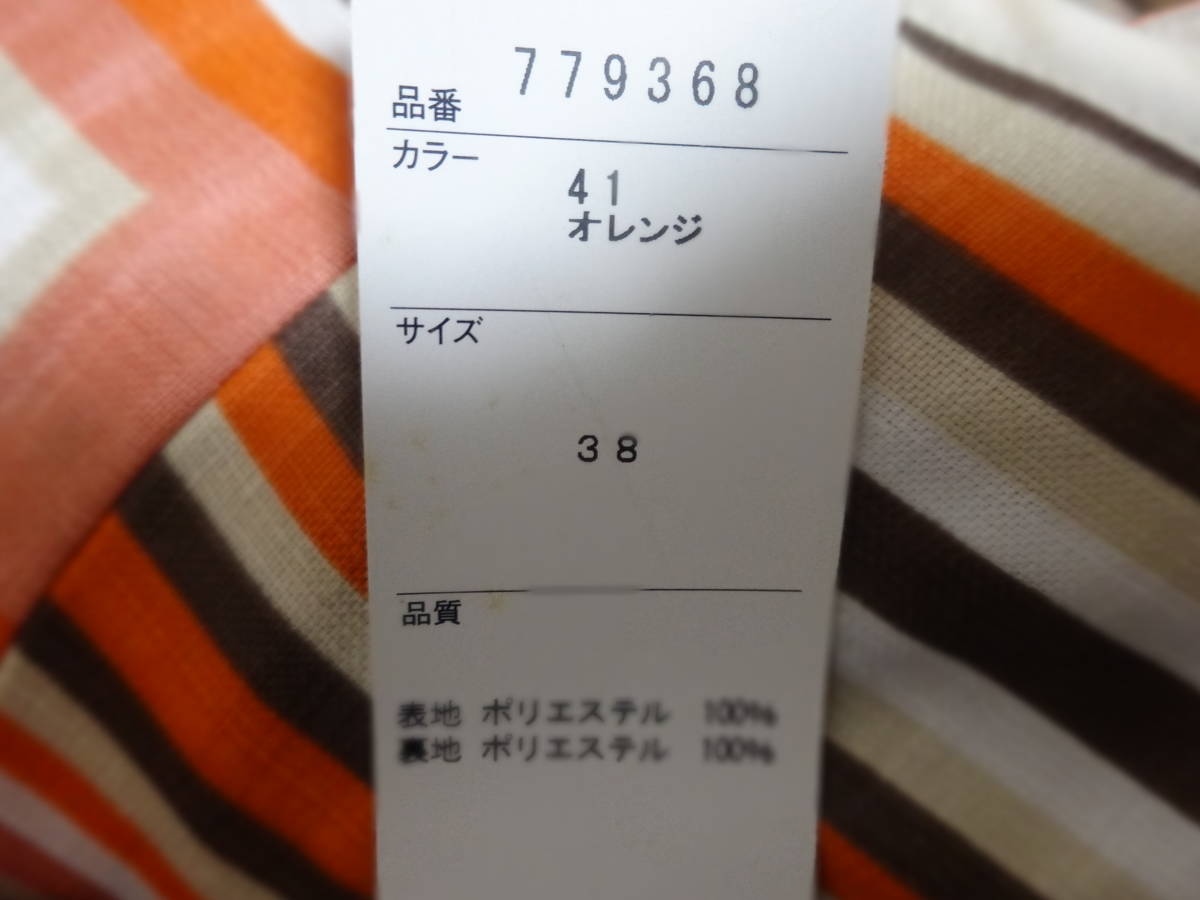 品番 779368
カラー
41
オレンジ
サイズ
38
品質
表地 ポリエステル 100%
裏地 ポリエステル 100%